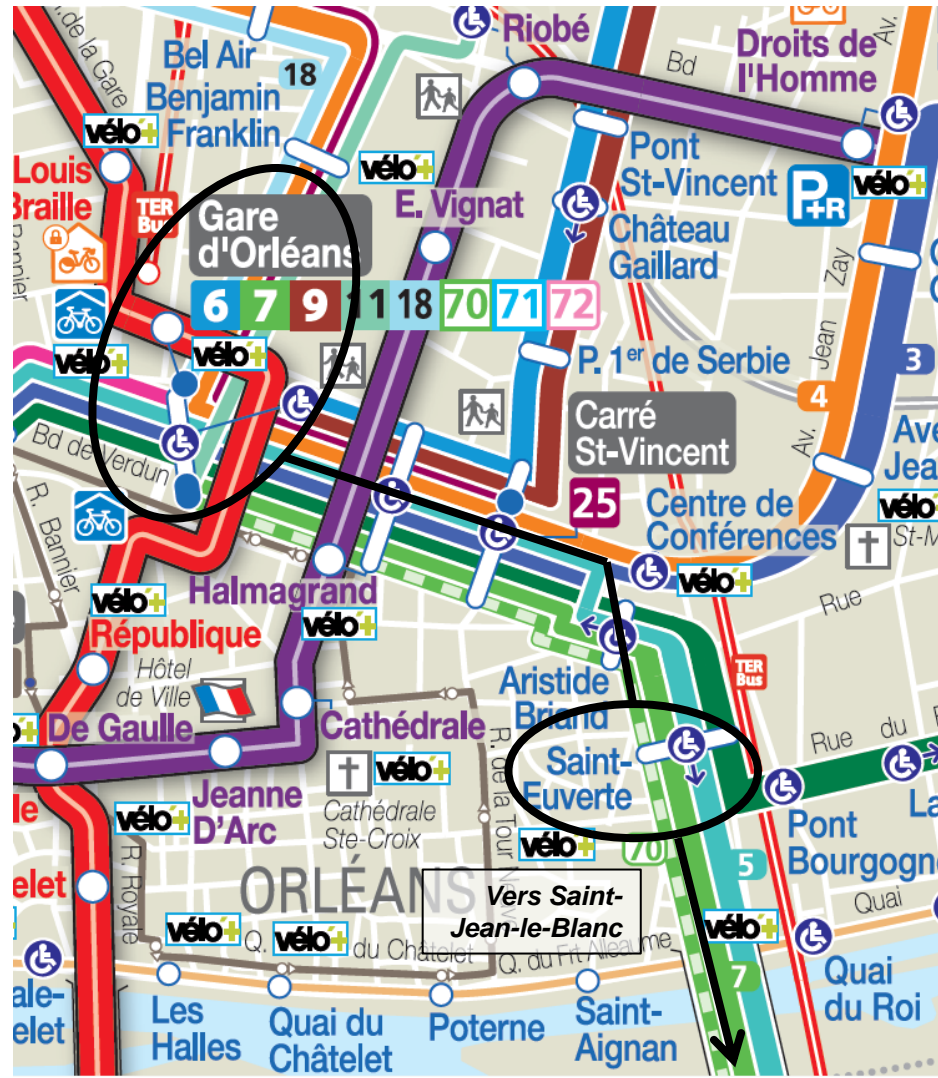 R. de la Gare
Bel Air
18
Benjamin
Franklin
vélo'+
vélo'+
Riobé
Bd
Droits de
l'Homme
Av.
Louis
Braille
TER
Bus
Gare
d'Orléans
E. Vignat
Pont
St-Vincent
P+R
vélo'+
Château
Gaillard
Zay
6 7 9 11 18 70 71 72
vélo'+
vélo'+
P. 1er de Serbie
Jean
3
4
Av.
Carré
St-Vincent
25
Centre de
Conférences
vélo'+
vélo'+
St-M
Bd de Verdun
R. Bannier
Halmagrand
vélo'+
vélo'+
République
Rue
Hôtel
de Ville
De Gaulle
Cathédrale
vélo'+
Cathédrale
Ste-Croix
Jeanne
D'Arc
vélo'+
Aristide
Briand
TER
Bus
Saint-
Euverte
vélo'+
Rue du
70
5
Pont
Bourgogne
Quai
R. Royale
ORLÉANS
Vers Saint-
Jean-le-Blanc
vélo'+
vélo'+
Q. vélo'+ du Châtelet
Q. du Frt Alleaume
7
Quai
du Roi
Les
Halles
Quai du
Châtelet
Poterne
Saint-
Aignan